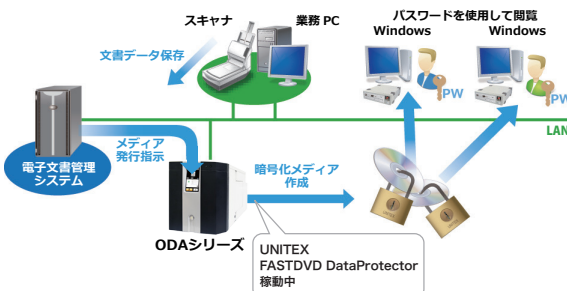 スキャナ
業務 PC
パスワードを使用して閲覧
Windows
Windows
文書データ保存
PW
PW
LAN
メディア
発行指示
電子文書管理
システム
暗号化メディア
作成
ODAシリーズ
UNITEX
FASTDVD DataProtector
稼動中